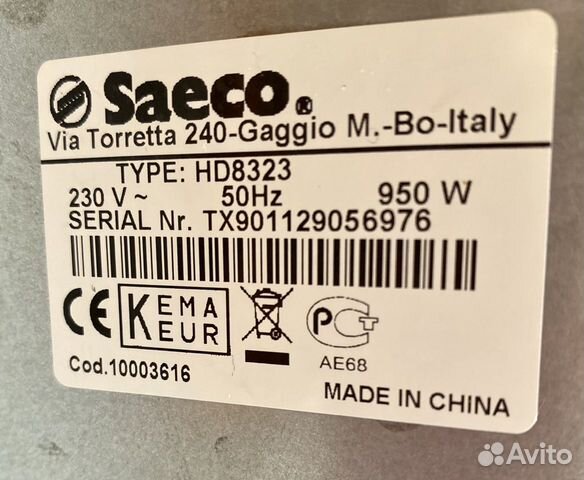 Saeco®
Via Torretta 240-Gaggio M.-Bo-Italy
TYPE: HD8323
230 V ~ 50Hz 950 W
SERIAL Nr. TX901129056976
CE KEMA KEUR PCT
AE68
Cod.10003616
MADE IN CHINA
Avito